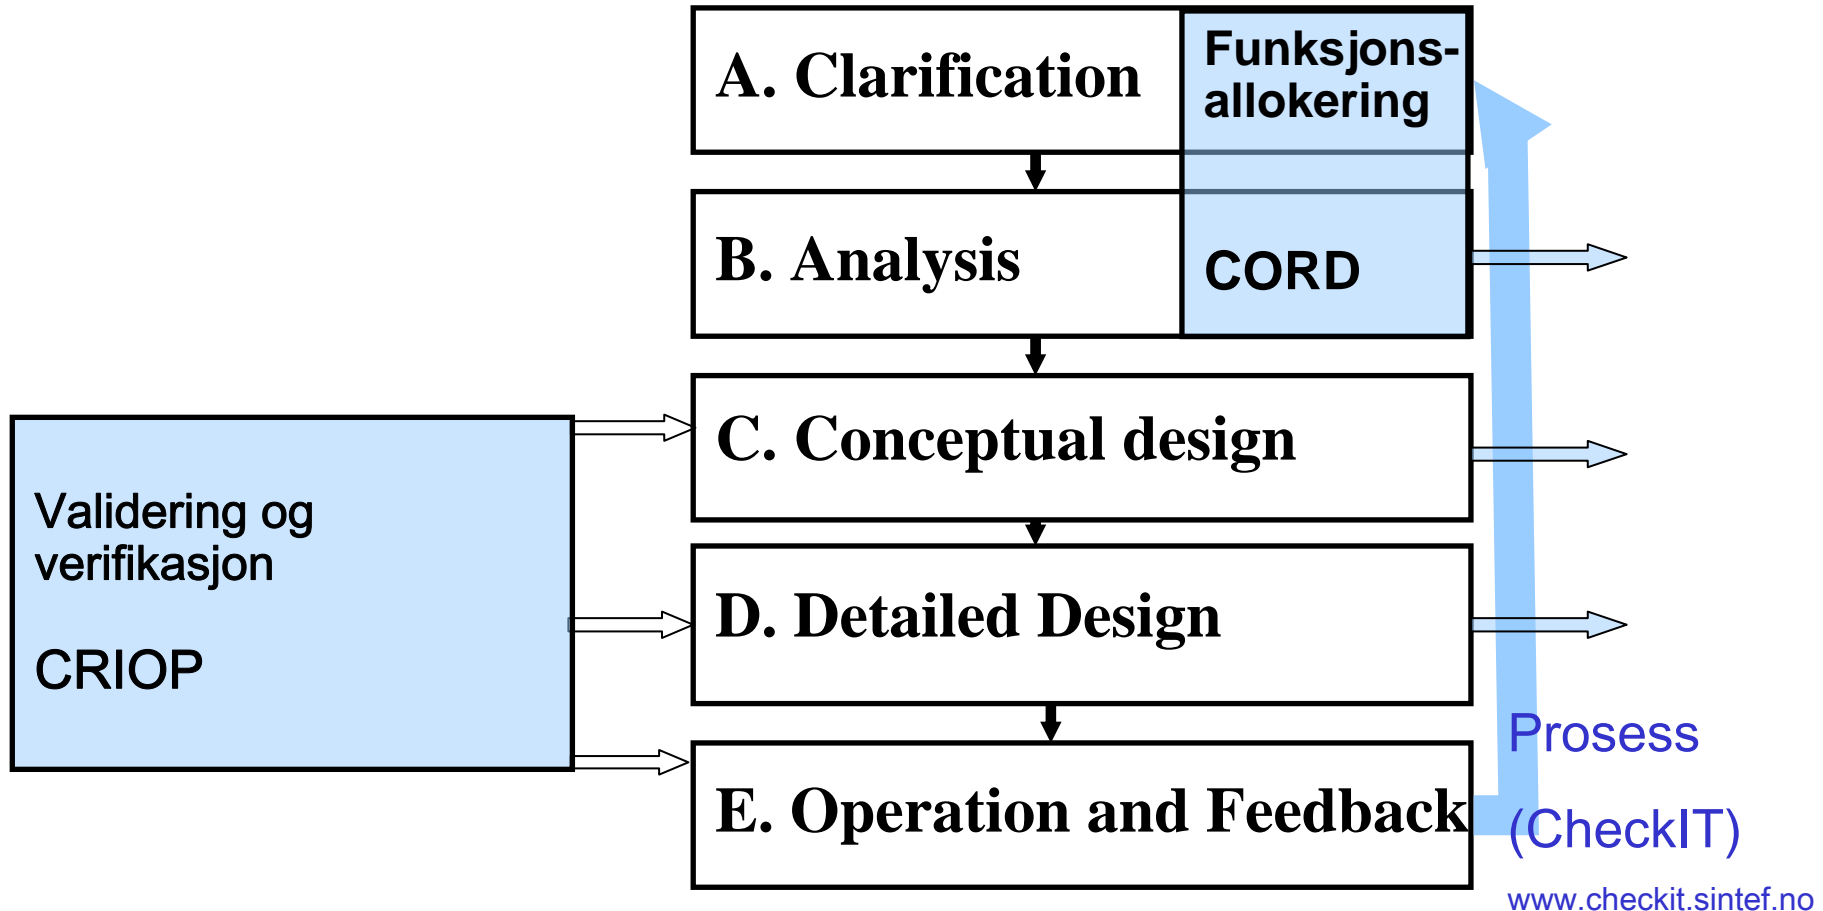 A. Clarification
Funksjons-
allokering
B. Analysis
CORD
C. Conceptual design
Validering og
verifikasjon
CRIOP
D. Detailed Design
E. Operation and Feedback
Prosess
(CheckIT)
www.checkit.sintef.no